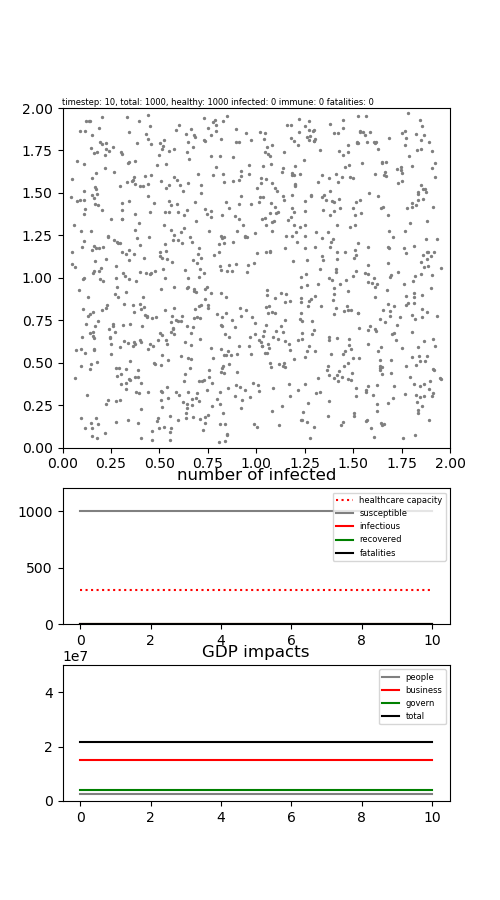 timestep: 10, total: 1000, healthy: 1000 infected: 0 immune: 0 fatalities: 0
2.00
1.75
1.50
1.25
1.00
0.75
0.50
0.25
0.00
0.00 0.25 0.50 0.75 1.00 1.25 1.50 1.75 2.00
number of infected
1000
500
0
healthcare capacity
susceptible
infectious
recovered
fatalities
0 2 4 6 8 10
GDP impacts
1e7
4
2
0
people
business
govern
total
0 2 4 6 8 10